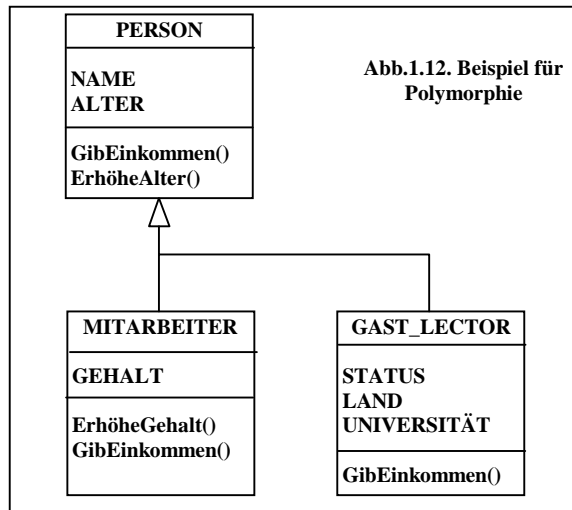 PERSON
NAME
ALTER
GibEinkommen()
ErhöheAlter()
Abb.1.12. Beispiel für
Polymorphie
MITARBEITER
GEHALT
ErhöheGehalt()
GibEinkommen()
GAST_LECTOR
STATUS
LAND
UNIVERSITÄT
GibEinkommen()